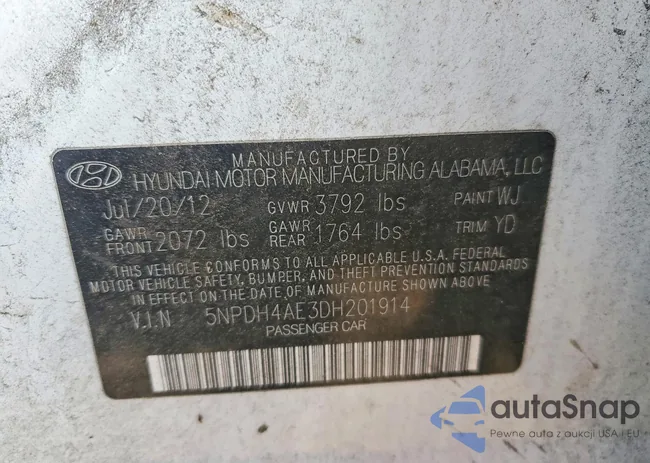 MANUFACTURED BY
HYUNDAI MOTOR MANUFACTURING ALABAMA, LLC
Jul/20/12 GVWR 3792 lbs PAINT WJ
GAWR FRONT 2072 lbs GAWR REAR 1764 lbs TRIM YD
THIS VEHICLE CONFORMS TO ALL APPLICABLE U.S.A. FEDERAL
MOTOR VEHICLE SAFETY, BUMPER, AND THEFT PREVENTION
STANDARDS IN EFFECT ON THE DATE OF MANUFACTURE SHOWN ABOVE.
V.I.N 5NPDH4AE3DH201914
PASSENGER CAR
autaSnap
Pewne auta z aukcji USA i EU